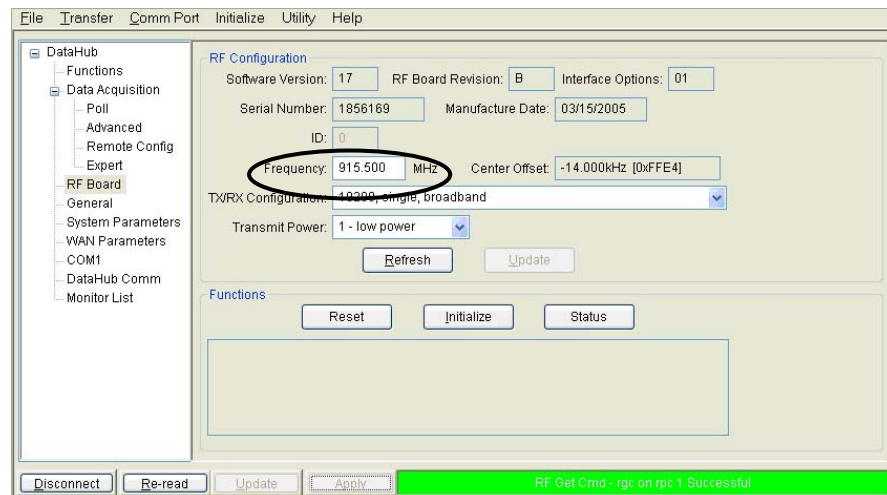 File Transfer Comm Port Initialize Utility Help
DataHub
Functions
Data Acquisition
Poll
Advanced
Remote Config
Expert
RF Board
General
System Parameters
WAN Parameters
COM1
DataHub Comm
Monitor List
RF Configuration
Software Version: 17 RF Board Revision: B Interface Options: 01
Serial Number: 1856169 Manufacture Date: 03/15/2005
ID: 0
Frequency: 915.500 MHz Center Offset: -14.000kHz [0xFFE4]
TX/RX Configuration: 19200, single, broadband
Transmit Power: 1 - low power
Refresh Update
Functions
Reset Initialize Status
Disconnect Re-read Update Apply RF Get Cmd - rgc on rpc 1 Successful